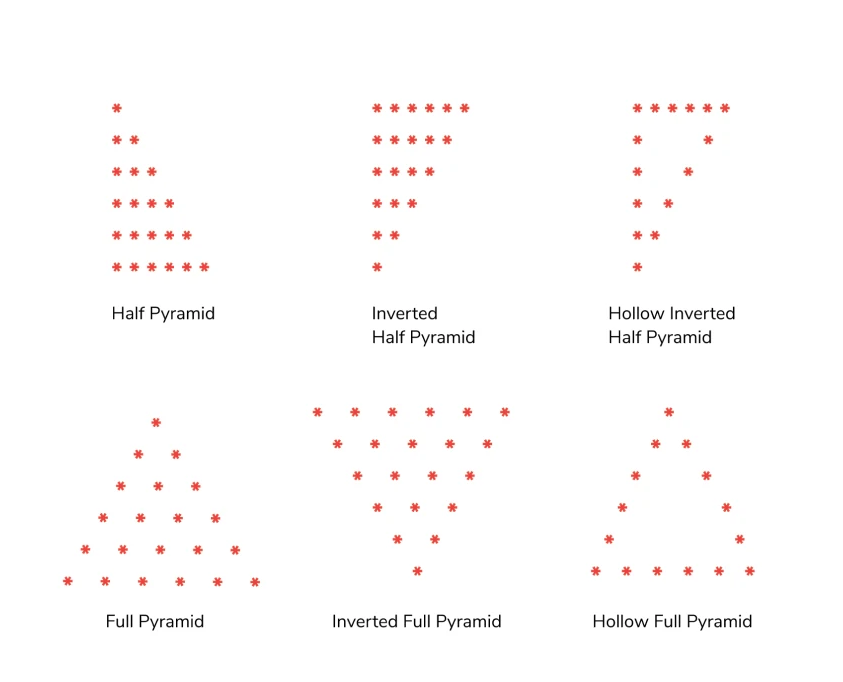 *
* *
* * *
* * * *
* * * * *
* * * * * *
Half Pyramid
* * * * * *
* * * * *
* * * *
* * *
* *
*
Inverted
Half Pyramid
* * * * * *
*       *
*     *
*   *
* *
*
Hollow Inverted
Half Pyramid
     *
    * *
   * * *
  * * * *
 * * * * *
* * * * * *
Full Pyramid
* * * * * *
 * * * * *
  * * * *
   * * *
    * *
     *
Inverted Full Pyramid
     *
    * *
   *   *
  *     *
 *       *
* * * * * *
Hollow Full Pyramid